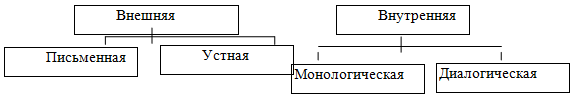 Внешняя
Внутренняя
Письменная
Устная
Монологическая
Диалогическая